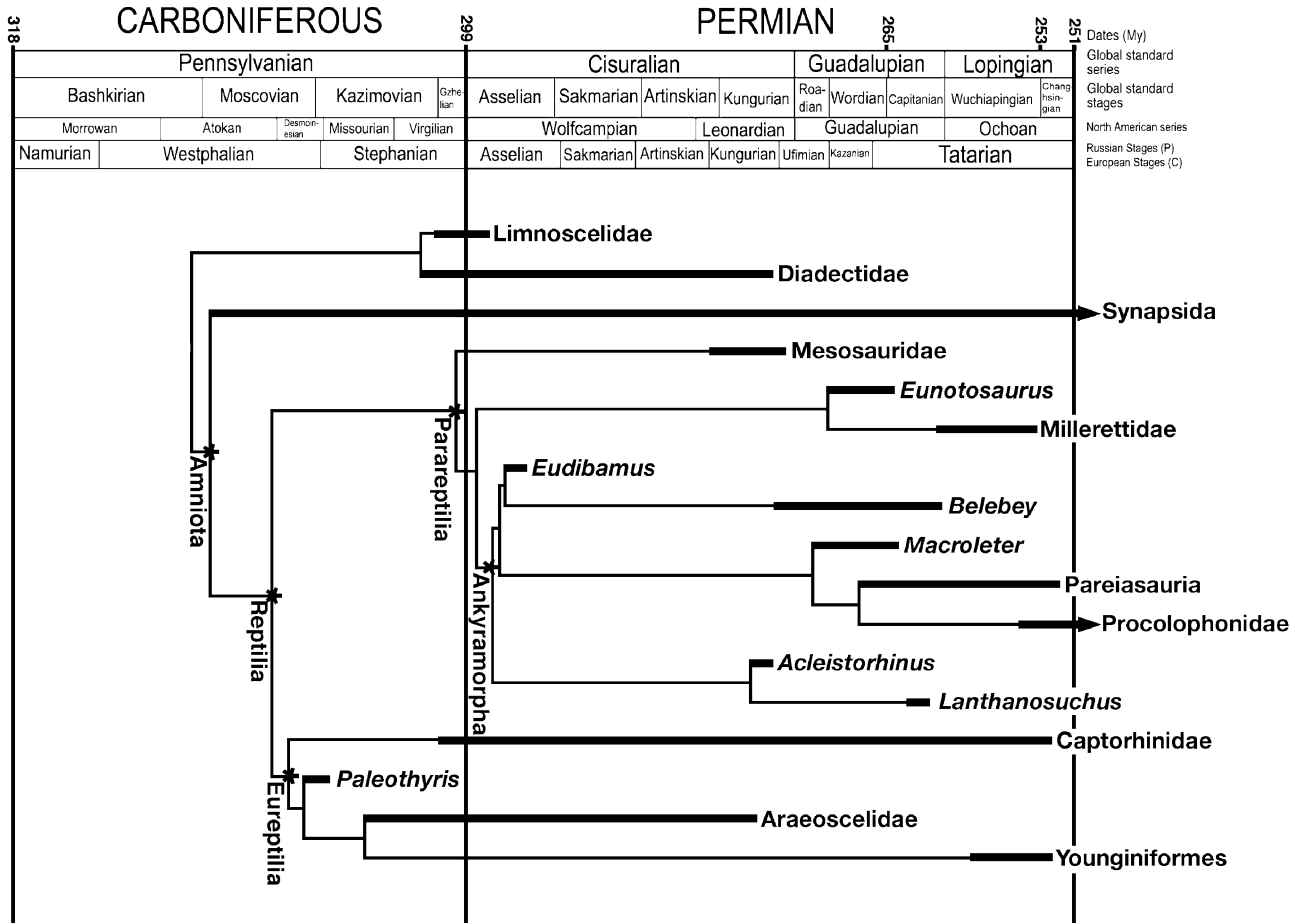 CARBONIFEROUS
PERMIAN
318
299
265
253
251
Dates (My)
Pennsylvanian
Cisuralian
Guadalupian
Lopingian
Global standard
series
Bashkirian
Moscovian
Kazimovian
Gzhe-
lian
Asselian
Sakmarian
Artinskian
Kungurian
Roa-
dian
Wordian
Capitanian
Wuchiapingian
Chang-
hsin-
gian
Global standard
stages
Morrowan
Atokan
Desmoin-
esian
Missourian
Virgilian
Wolfcampian
Leonardian
Guadalupian
Ochoan
North American series
Namurian
Westphalian
Stephanian
Asselian
Sakmarian
Artinskian
Kungurian
Ufimian
Kazanian
Tatarian
Russian Stages (P)
European Stages (C)
Limnoscelidae
Diadectidae
Synapsida
Mesosauridae
Eunotosaurus
Millerettidae
Eudibamus
Belebey
Macroleter
Pareiasauria
Procolophonidae
Acleistorhinus
Lanthanosuchus
Captorhinidae
Paleothyris
Araeoscelidae
Younginiformes
Amniota
Reptilia
Parareptilia
Ankyramorpha
Eureptilia